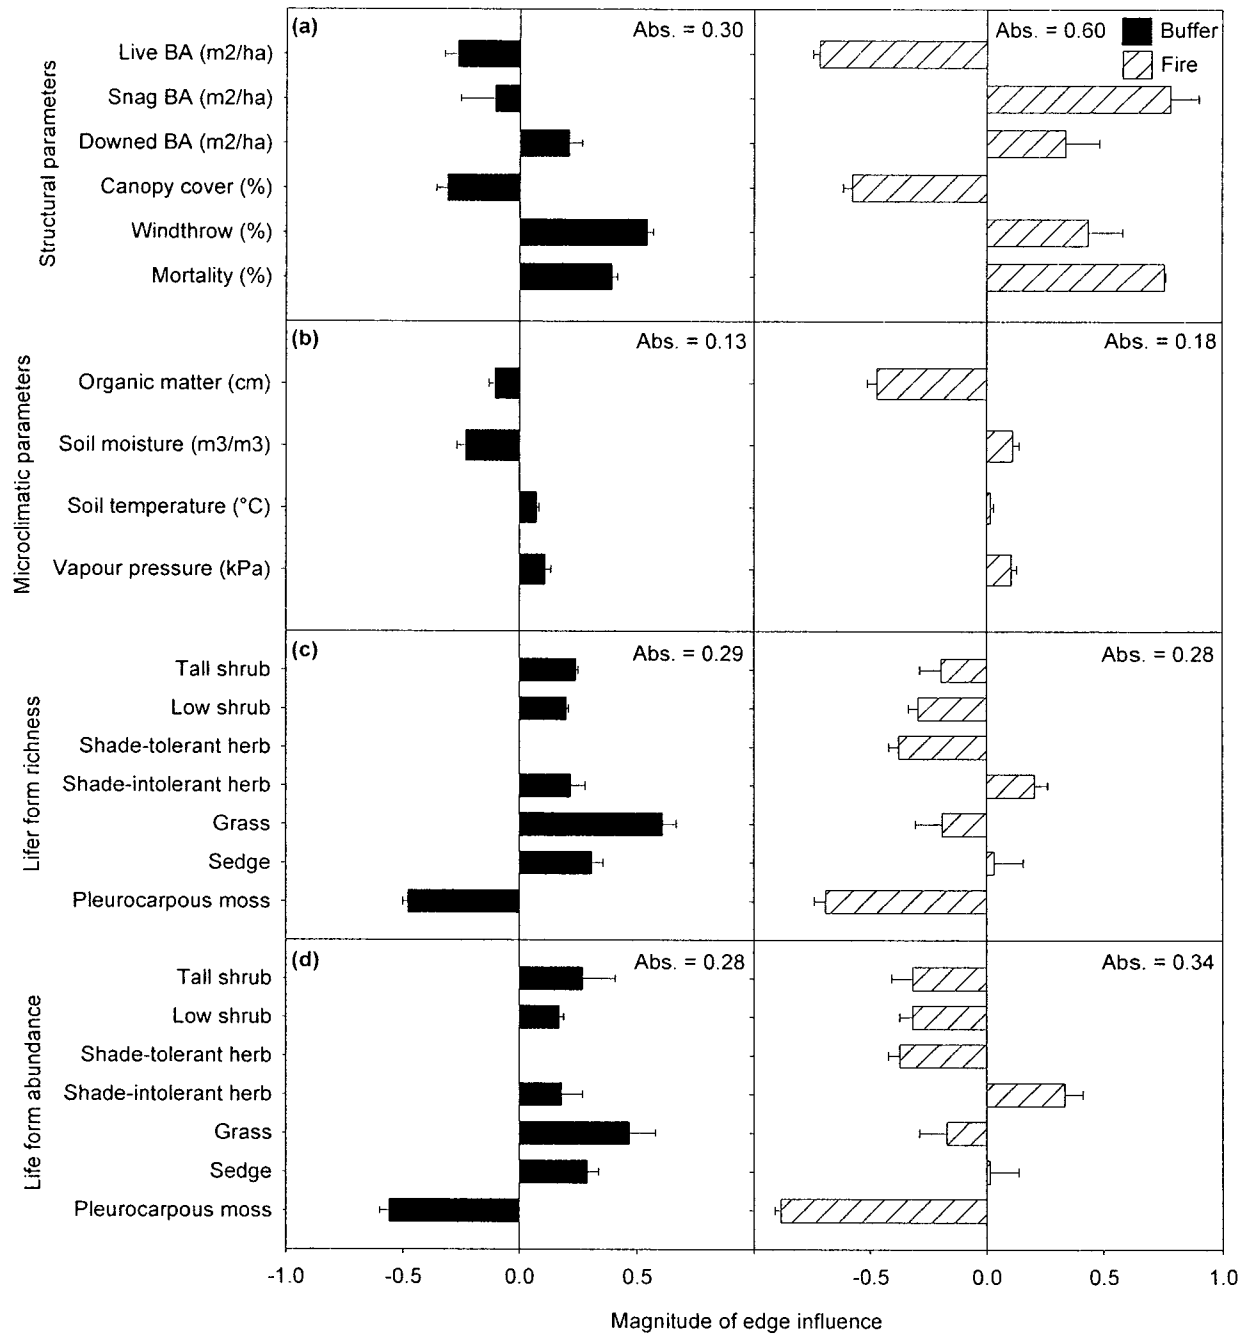 (a)
Abs. = 0.30
Abs. = 0.60
Buffer
Fire
Structural parameters
Live BA (m2/ha)
Snag BA (m2/ha)
Downed BA (m2/ha)
Canopy cover (%)
Windthrow (%)
Mortality (%)
(b)
Abs. = 0.13
Abs. = 0.18
Microclimatic parameters
Organic matter (cm)
Soil moisture (m3/m3)
Soil temperature (°C)
Vapour pressure (kPa)
(c)
Abs. = 0.29
Abs. = 0.28
Lifer form richness
Tall shrub
Low shrub
Shade-tolerant herb
Shade-intolerant herb
Grass
Sedge
Pleurocarpous moss
(d)
Abs. = 0.28
Abs. = 0.34
Life form abundance
Tall shrub
Low shrub
Shade-tolerant herb
Shade-intolerant herb
Grass
Sedge
Pleurocarpous moss
-1.0 -0.5 0.0 0.5 -0.5 0.0 0.5 1.0
Magnitude of edge influence